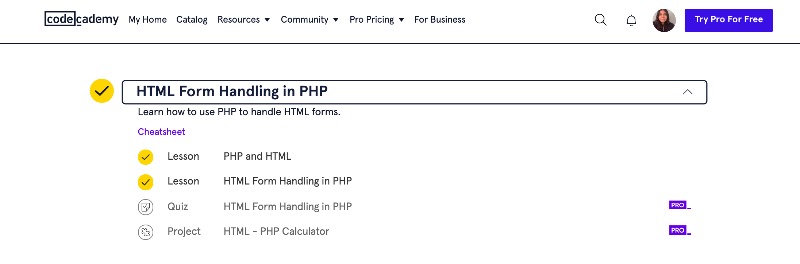 codecademy My Home Catalog Resources Community Pro Pricing For Business Try Pro For Free
HTML Form Handling in PHP
Learn how to use PHP to handle HTML forms.
Cheatsheet
Lesson PHP and HTML
Lesson HTML Form Handling in PHP
Quiz HTML Form Handling in PHP PRO
Project HTML - PHP Calculator PRO